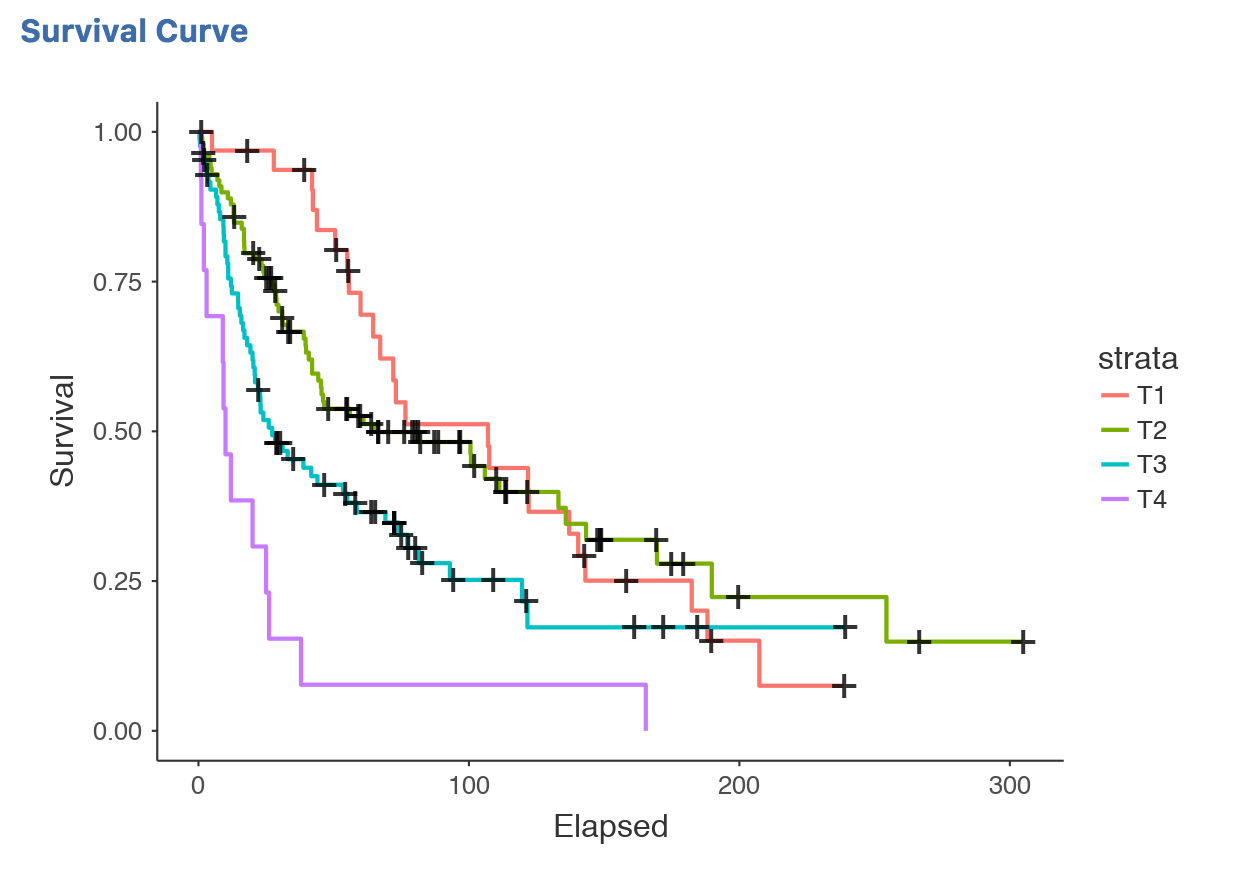 Survival Curve
1.00
0.75
0.50
0.25
0.00
Survival
0 100 200 300
Elapsed
strata
T1
T2
T3
T4